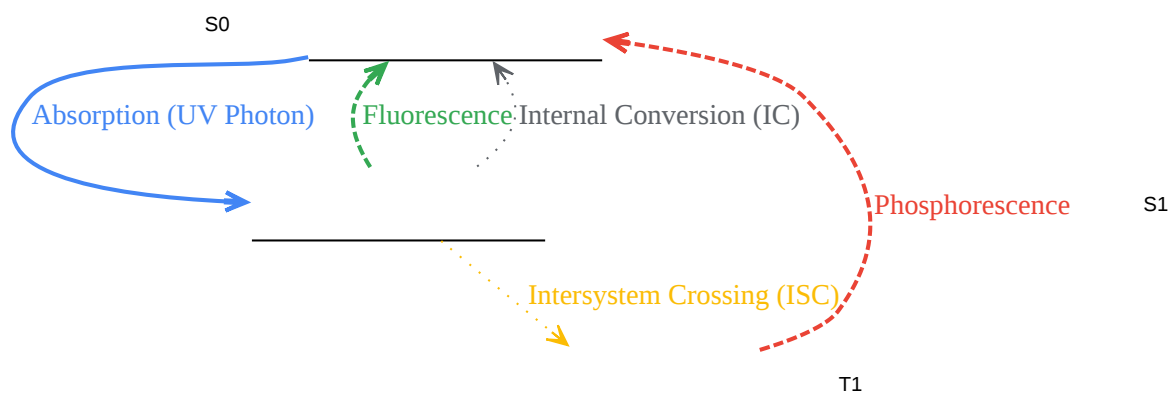 S0
Absorption (UV Photon)
Fluorescence
Internal Conversion (IC)
Phosphorescence
S1
Intersystem Crossing (ISC)
T1